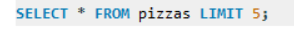 SELECT * FROM pizzas LIMIT 5;